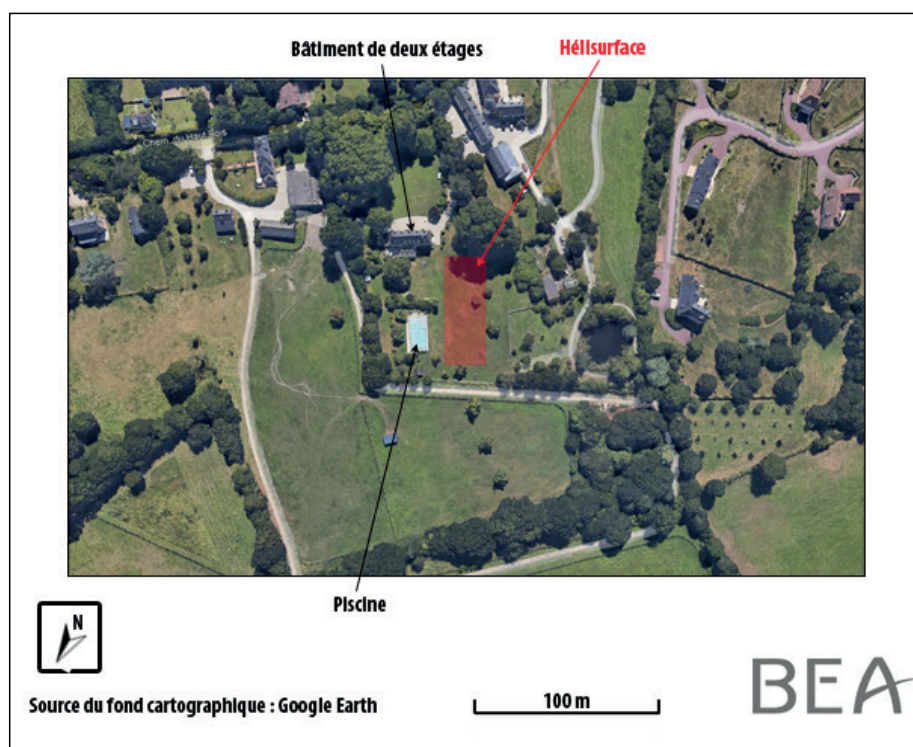 Bâtiment de deux étages
Hélisurface
Chem. du Haut Bois
Piscine
N
Source du fond cartographique : Google Earth
100 m
BEA